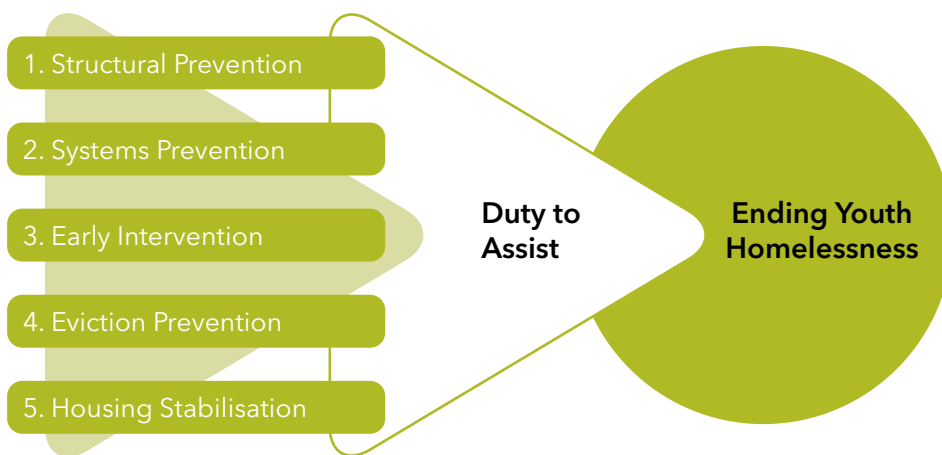 1. Structural Prevention
2. Systems Prevention
3. Early Intervention
4. Eviction Prevention
5. Housing Stabilisation
Duty to
Assist
Ending Youth
Homelessness